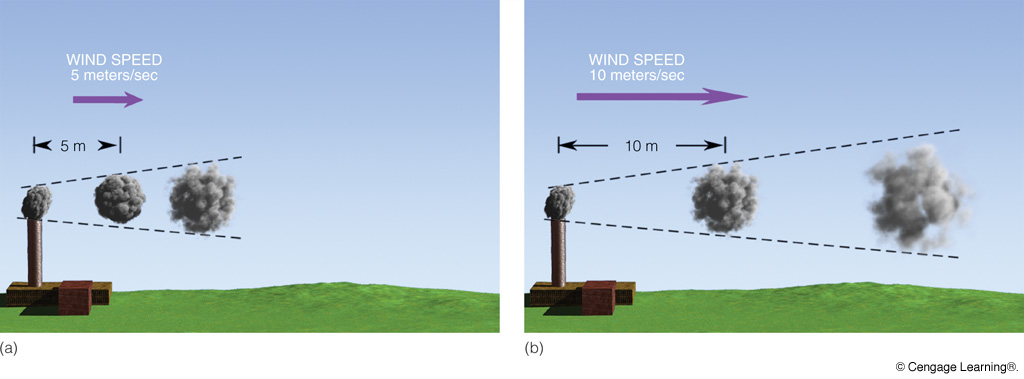 WIND SPEED
5 meters/sec
5 m
(a)
WIND SPEED
10 meters/sec
10 m
(b)
© Cengage Learning®.